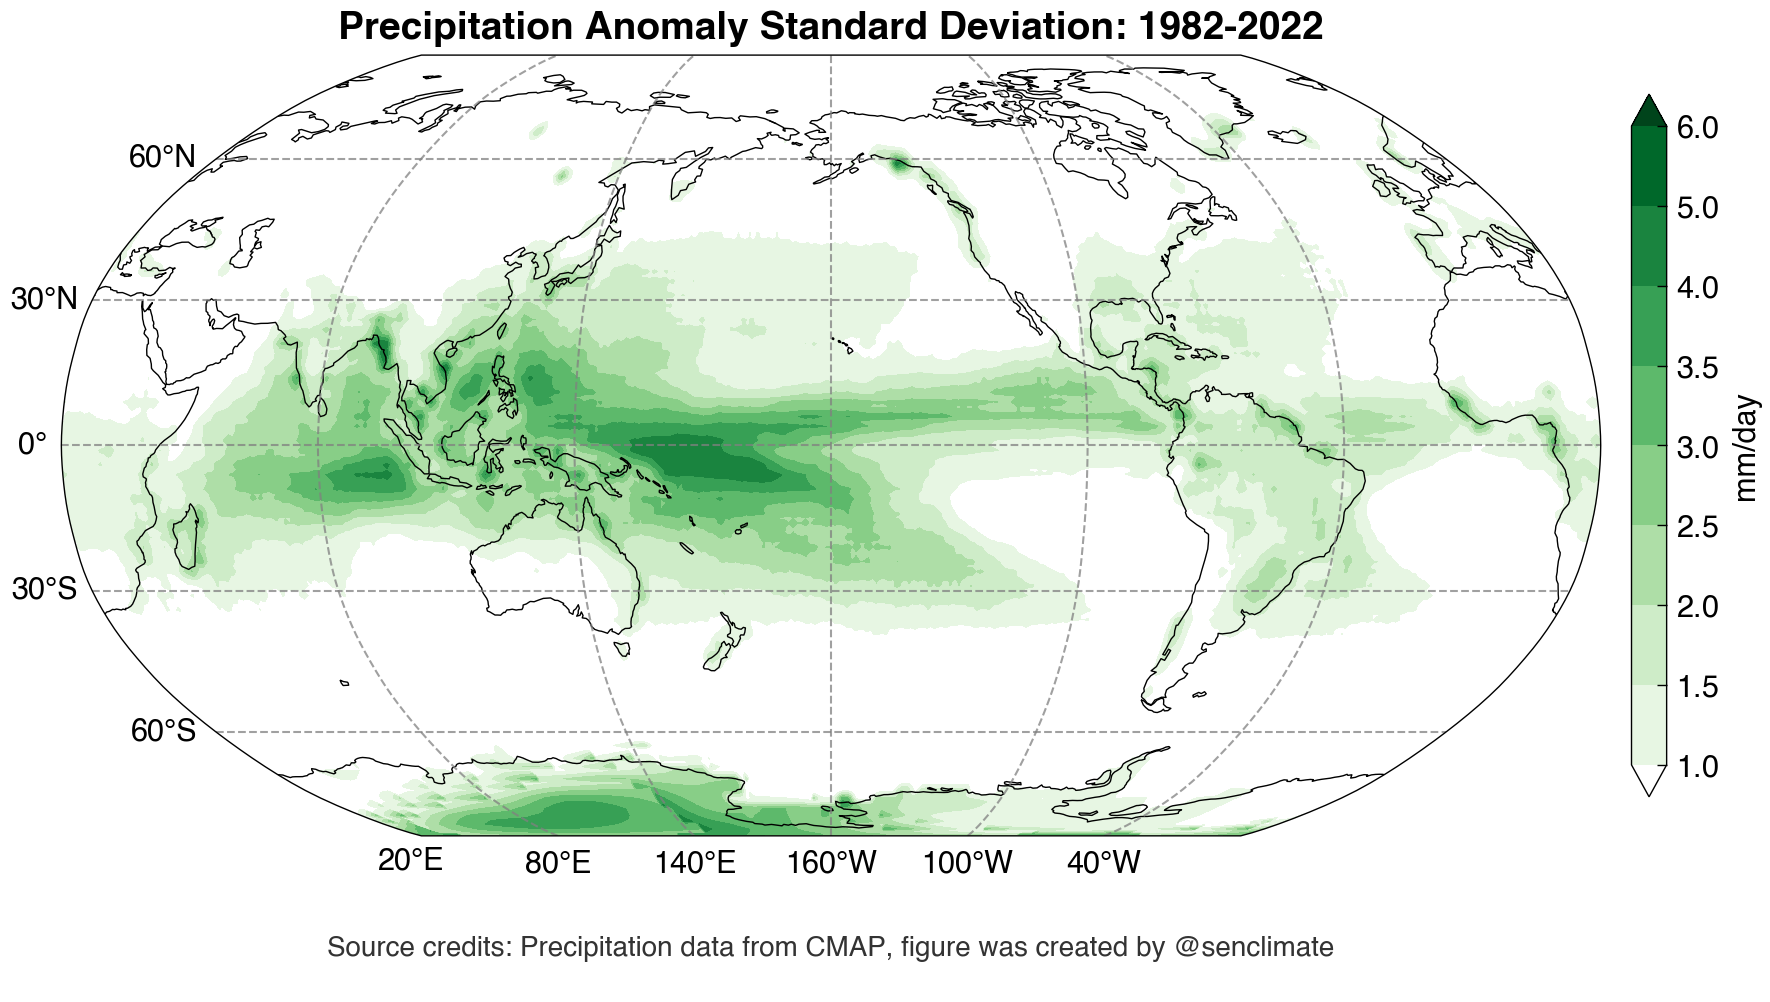 Precipitation Anomaly Standard Deviation: 1982-2022
60°N
30°N
0°
30°S
60°S
20°E 80°E 140°E 160°W 100°W 40°W
6.0
5.0
4.0
3.5
3.0
2.5
2.0
1.5
1.0
mm/day
Source credits: Precipitation data from CMAP, figure was created by @senclimate